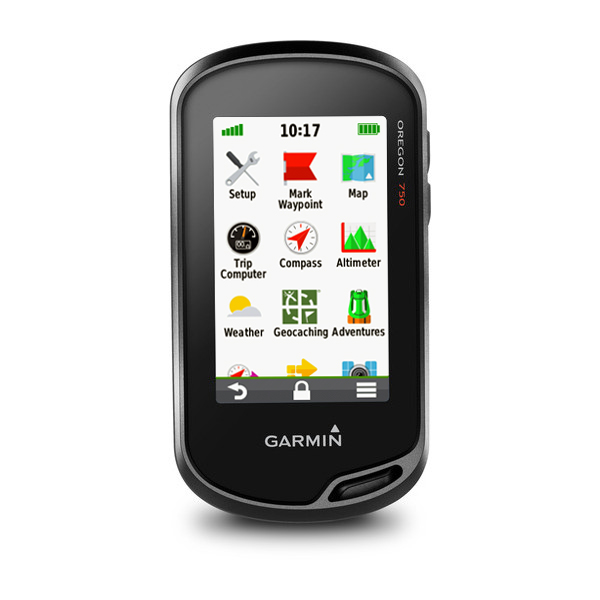 10:17
Setup
Mark
Waypoint
Map
Trip
Computer
Compass
Altimeter
Weather
Geocaching
Adventures
OREGON 750
GARMIN